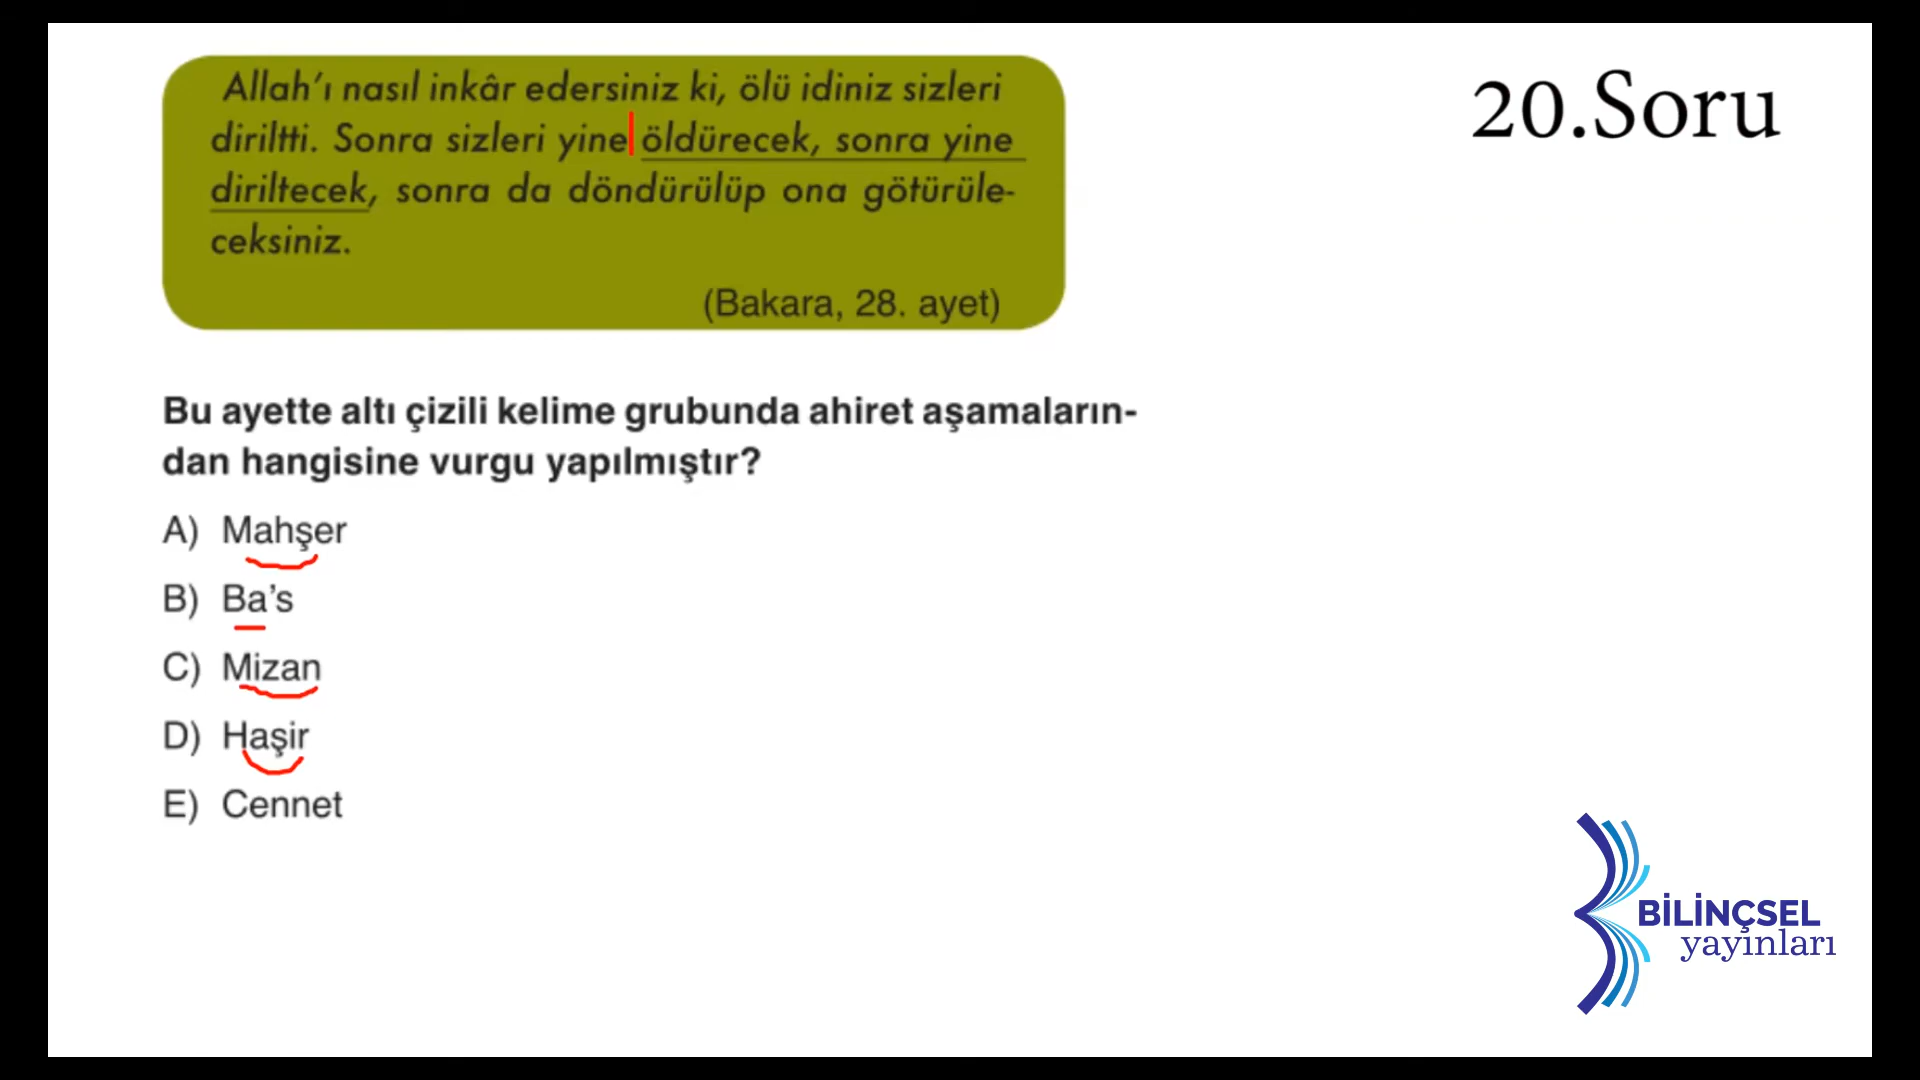 Allah’ı nasıl inkâr edersiniz ki, ölü idiniz sizleri
diriltti. Sonra sizleri yine öldürecek, sonra yine
diriltecek, sonra da döndürülüp ona götürüle-
ceksiniz.
(Bakara, 28. ayet)
20.Soru
Bu ayette altı çizili kelime grubunda ahiret aşamaların-
dan hangisine vurgu yapılmıştır?
A) Mahşer
B) Ba’s
C) Mizan
D) Haşir
E) Cennet
BİLİNÇSEL
yayınları